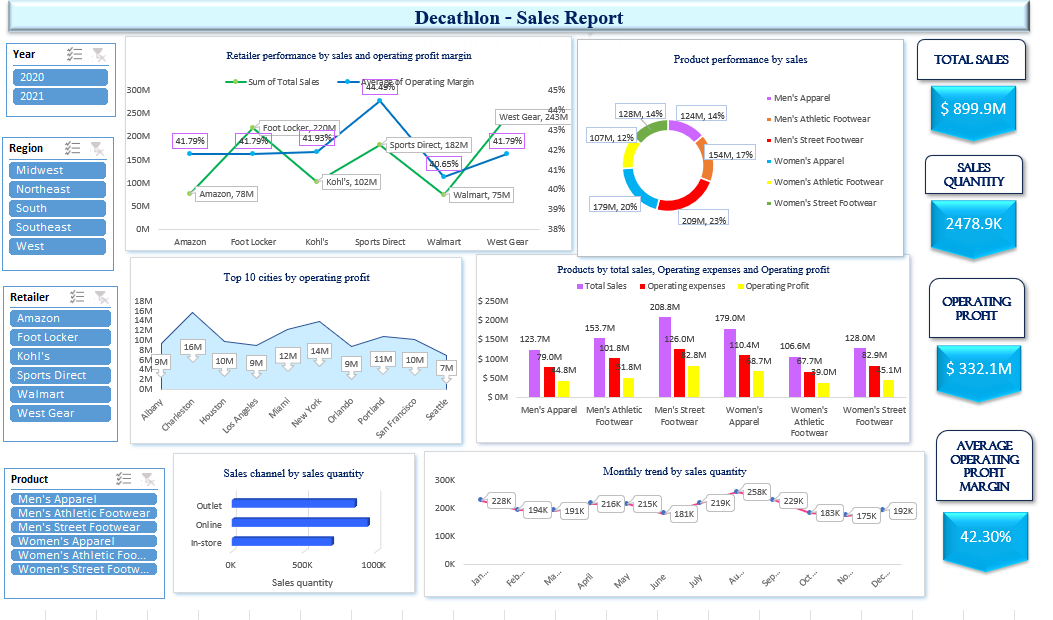 Decathlon - Sales Report
Year
2020
2021
Region
Midwest
Northeast
South
Southeast
West
Retailer
Amazon
Foot Locker
Kohl's
Sports Direct
Walmart
West Gear
Product
Men's Apparel
Men's Athletic Footwear
Men's Street Footwear
Women's Apparel
Women's Athletic Foo...
Women's Street Footw...
Retailer performance by sales and operating profit margin
Sum of Total Sales
Average of Operating Margin
300M
250M
200M
150M
100M
50M
0M
45%
44%
43%
42%
41%
40%
39%
38%
41.79%
41.79%
41.93%
44.49%
40.65%
41.79%
Amazon, 78M
Foot Locker, 220M
Kohl's, 102M
Sports Direct, 182M
Walmart, 75M
West Gear, 243M
Amazon
Foot Locker
Kohl's
Sports Direct
Walmart
West Gear
Product performance by sales
128M, 14%
124M, 14%
107M, 12%
154M, 17%
179M, 20%
209M, 23%
Men's Apparel
Men's Athletic Footwear
Men's Street Footwear
Women's Apparel
Women's Athletic Footwear
Women's Street Footwear
TOTAL SALES
$ 899.9M
SALES
QUANTITY
2478.9K
OPERATING
PROFIT
$ 332.1M
AVERAGE
OPERATING
PROFIT
MARGIN
42.30%
Top 10 cities by operating profit
18M
16M
14M
12M
10M
8M
6M
4M
2M
0M
9M
16M
10M
9M
12M
14M
9M
11M
10M
7M
Albany
Charleston
Houston
Los Angeles
Miami
New York
Orlando
Portland
San Francisco
Seattle
Products by total sales, Operating expenses and Operating profit
Total Sales
Operating expenses
Operating Profit
$ 250M
$ 200M
$ 150M
$ 100M
$ 50M
$ 0M
123.7M
79.0M
44.8M
153.7M
101.8M
51.8M
208.8M
126.0M
82.8M
179.0M
110.4M
68.7M
106.6M
67.7M
39.0M
128.0M
82.9M
45.1M
Men's Apparel
Men's Athletic
Footwear
Men's Street
Footwear
Women's
Apparel
Women's
Athletic
Footwear
Women's Street
Footwear
Sales channel by sales quantity
Outlet
Online
In-store
0K
500K
1000K
Sales quantity
Monthly trend by sales quantity
300K
200K
100K
0K
228K
194K
191K
216K
215K
181K
219K
258K
229K
183K
175K
192K
Jan...
Feb...
Ma...
April
May
June
July
Au...
Sep...
Oct...
No...
Dec...